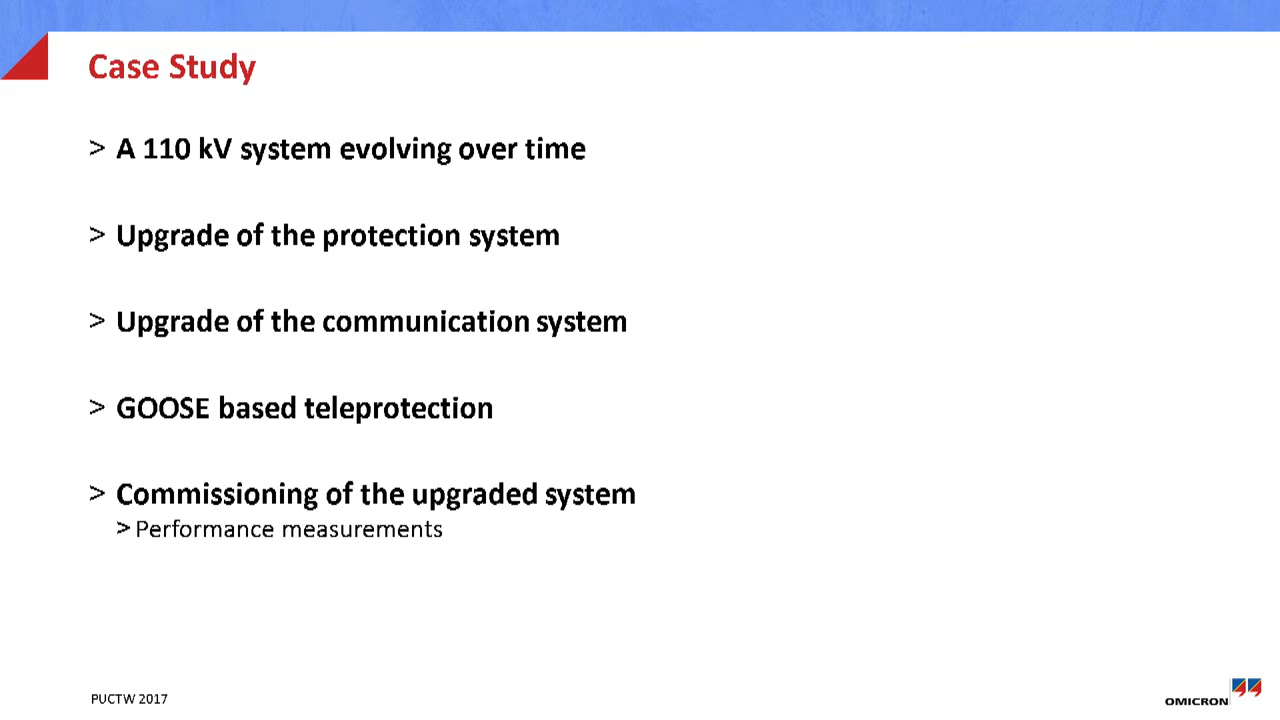 Case Study
> A 110 kV system evolving over time
> Upgrade of the protection system
> Upgrade of the communication system
> GOOSE based teleprotection
> Commissioning of the upgraded system
> Performance measurements
PUCTW 2017
OMICRON